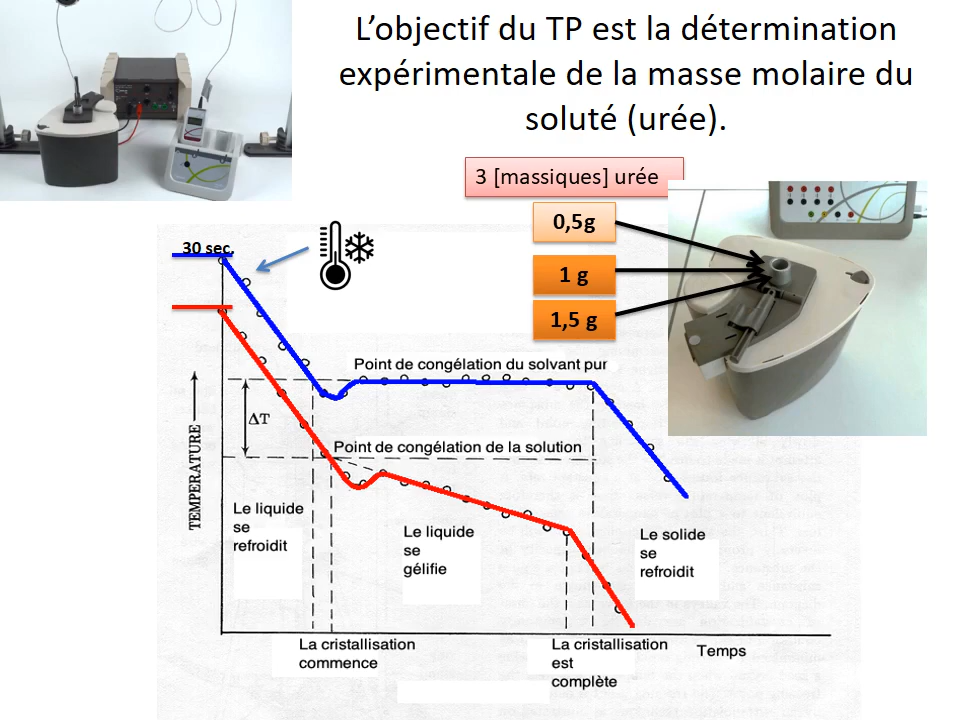 L’objectif du TP est la détermination
expérimentale de la masse molaire du
soluté (urée).
3 [massiques] urée
0,5g
1 g
1,5 g
30 sec.
Point de congélation du solvant pur
ΔT
Point de congélation de la solution
TEMPERATURE
Le liquide
se
refroidit
Le liquide
se
gélifie
Le solide
se
refroidit
La cristallisation
commence
La cristallisation
est
complète
Temps